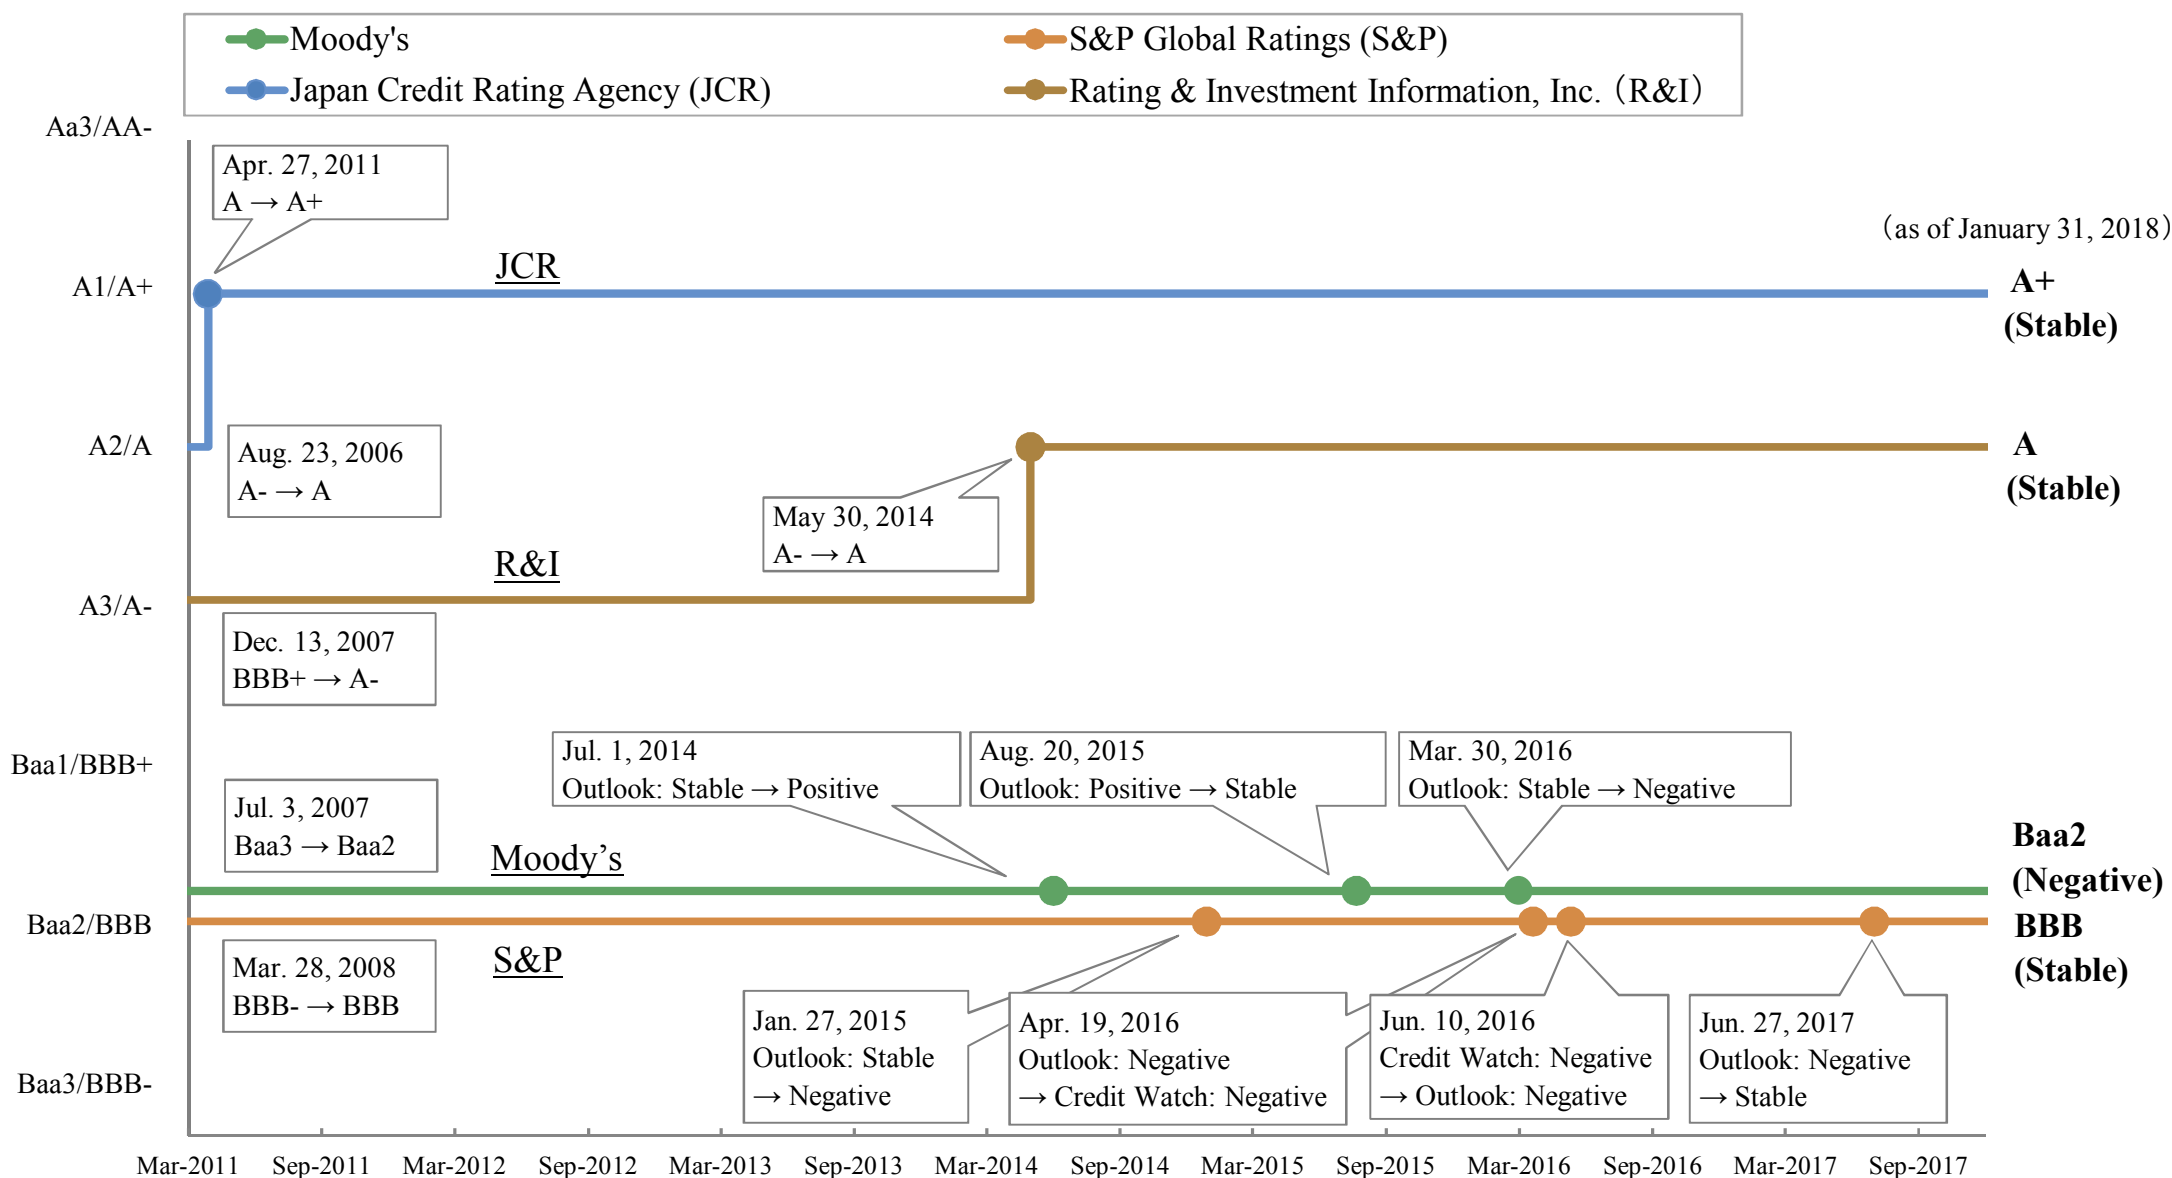 Moody's
S&P Global Ratings (S&P)
Japan Credit Rating Agency (JCR)
Rating & Investment Information, Inc.（R&I）
Aa3/AA-
Apr. 27, 2011
A → A+
（as of January 31, 2018）
JCR
A1/A+
A+
(Stable)
A2/A
Aug. 23, 2006
A- → A
A
(Stable)
May 30, 2014
A- → A
R&I
A3/A-
Dec. 13, 2007
BBB+ → A-
Baa1/BBB+
Jul. 1, 2014
Outlook: Stable → Positive
Aug. 20, 2015
Outlook: Positive → Stable
Mar. 30, 2016
Outlook: Stable → Negative
Jul. 3, 2007
Baa3 → Baa2
Moody’s
Baa2
(Negative)
Baa2/BBB
BBB
(Stable)
Mar. 28, 2008
BBB- → BBB
S&P
Jan. 27, 2015
Outlook: Stable
→ Negative
Apr. 19, 2016
Outlook: Negative
→ Credit Watch: Negative
Jun. 10, 2016
Credit Watch: Negative
→ Outlook: Negative
Jun. 27, 2017
Outlook: Negative
→ Stable
Baa3/BBB-
Mar-2011 Sep-2011 Mar-2012 Sep-2012 Mar-2013 Sep-2013 Mar-2014 Sep-2014 Mar-2015 Sep-2015 Mar-2016 Sep-2016 Mar-2017 Sep-2017